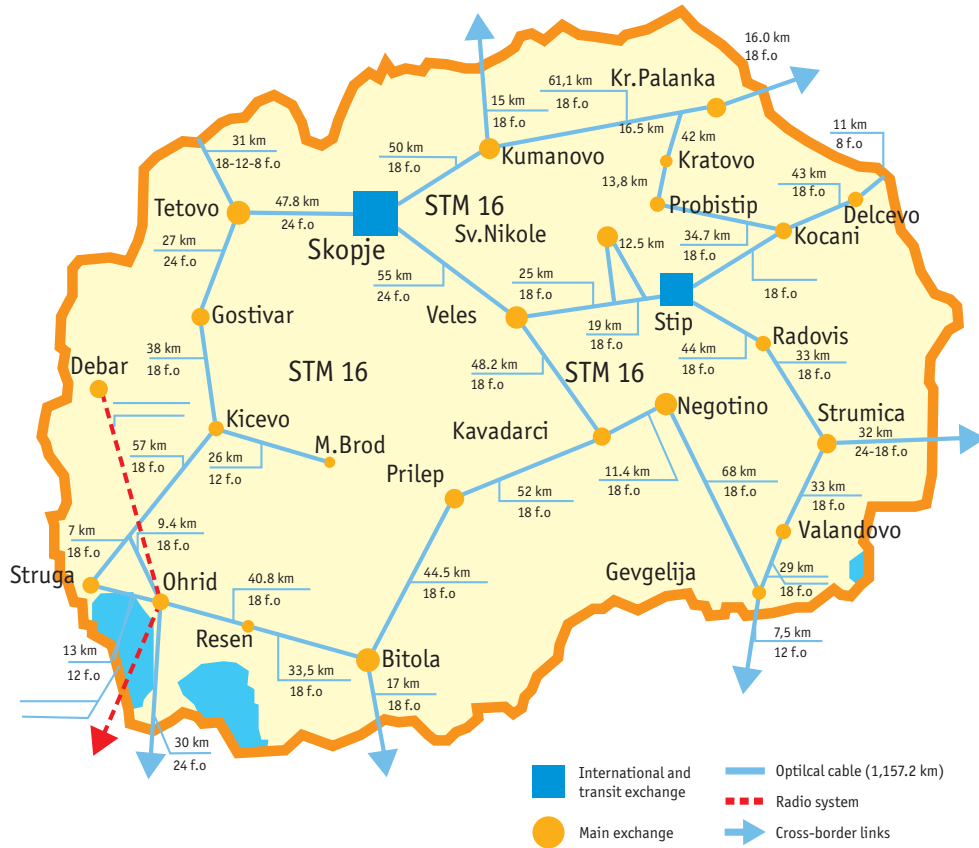 16.0 km
18 f.o
Kr.Palanka
61,1 km
18 f.o
15 km
18 f.o
16.5 km
11 km
8 f.o
31 km
18-12-8 f.o
50 km
18 f.o
Kumanovo
42 km
Kratovo
13,8 km
43 km
18 f.o
Tetovo
47.8 km
24 f.o
STM 16
Probistip
Delcevo
Skopje
Sv.Nikole
12.5 km
34.7 km
18 f.o
Kocani
27 km
24 f.o
55 km
24 f.o
25 km
18 f.o
18 f.o
Gostivar
Veles
19 km
18 f.o
Stip
Radovis
44 km
18 f.o
33 km
18 f.o
38 km
18 f.o
Debar
STM 16
48.2 km
18 f.o
STM 16
Kicevo
Negotino
Strumica
Kavadarci
32 km
24-18 f.o
57 km
18 f.o
26 km
12 f.o
M.Brod
Prilep
11.4 km
18 f.o
68 km
18 f.o
52 km
18 f.o
33 km
18 f.o
7 km
18 f.o
9.4 km
18 f.o
Valandovo
Struga
Ohrid
40.8 km
18 f.o
44.5 km
18 f.o
Gevgelija
29 km
18 f.o
Resen
7,5 km
12 f.o
13 km
12 f.o
33,5 km
18 f.o
Bitola
17 km
18 f.o
30 km
24 f.o
International and
transit exchange
Main exchange
Optilcal cable (1,157.2 km)
Radio system
Cross-border links